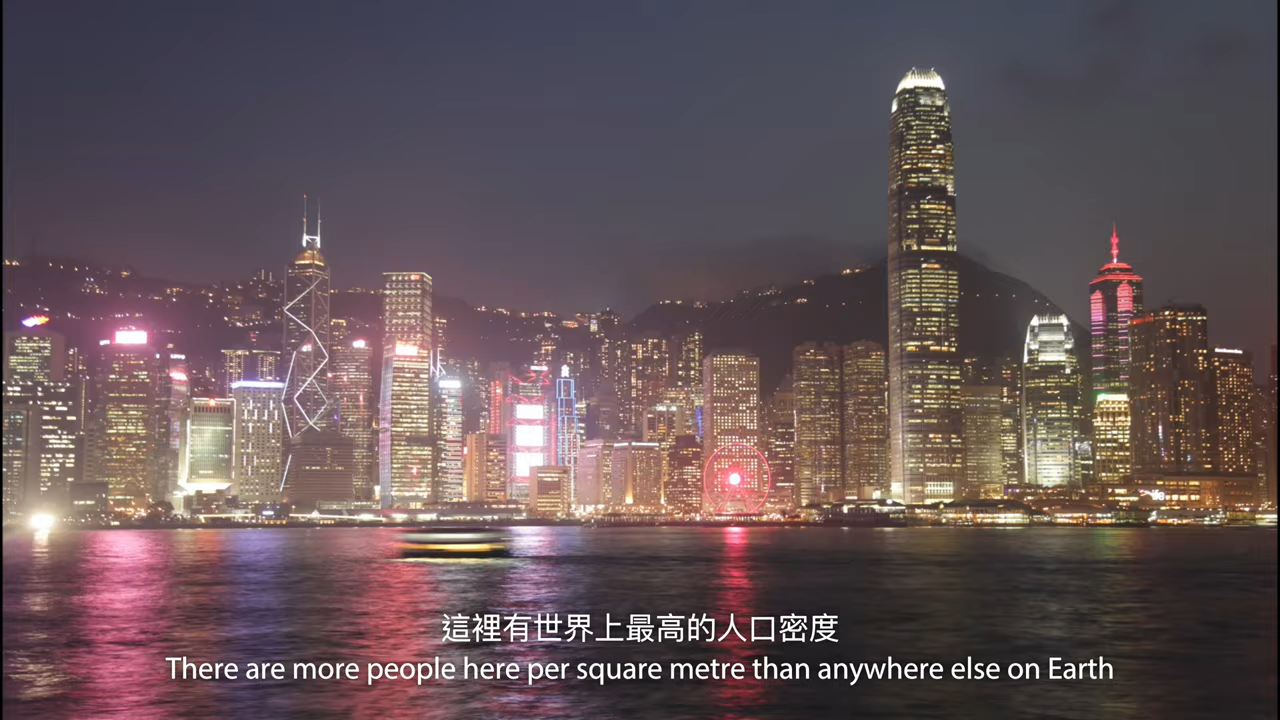 這裡有世界上最高的人口密度
There are more people here per square metre than anywhere else on Earth